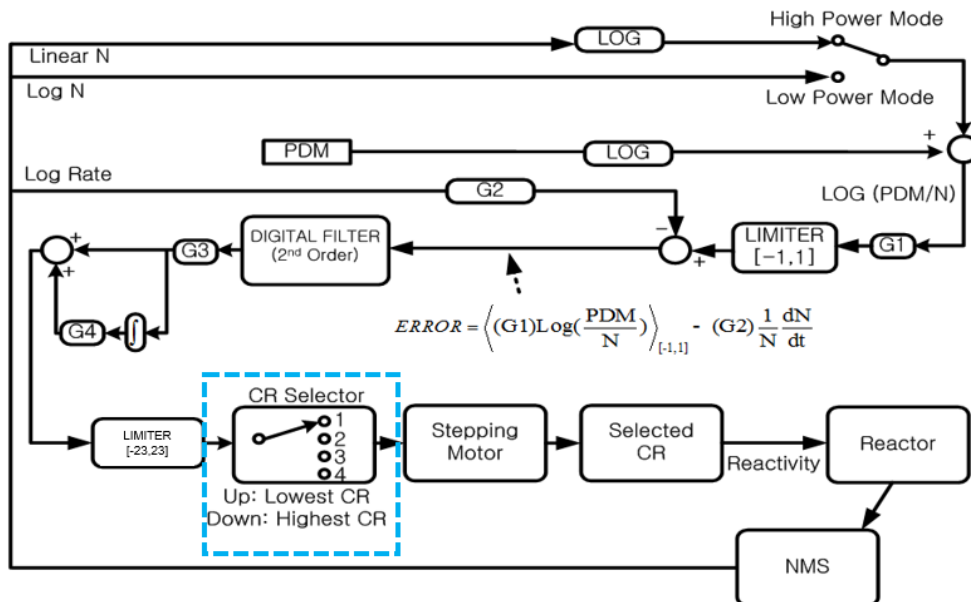 High Power Mode
LOG
Linear N
Log N
Low Power Mode
PDM
LOG
+
Log Rate
G2
LOG (PDM/N)
−
+
DIGITAL FILTER
(2nd Order)
G3
+
+
LIMITER
[-1,1]
G1
G4
∫
ERROR = ⟨(G1)Log(PDM/N)⟩[-1,1] - (G2) 1/N dN/dt
CR Selector
1
2
3
4
LIMITER
[-23,23]
Up: Lowest CR
Down: Highest CR
Stepping
Motor
Selected
CR
Reactivity
Reactor
NMS